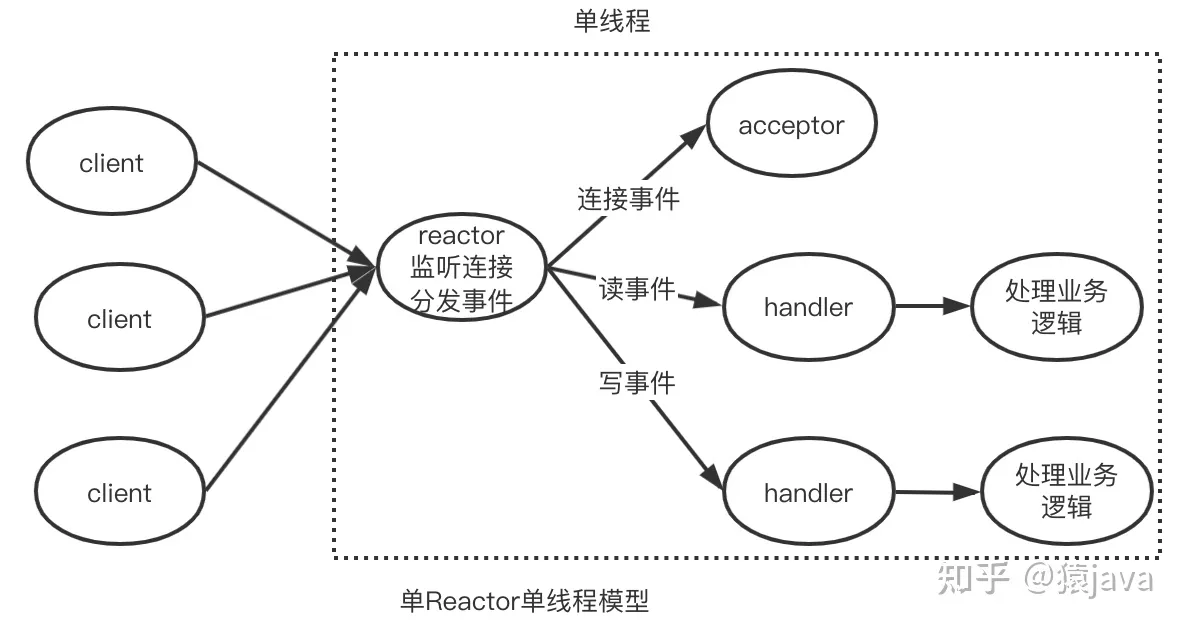 单线程
client
client
client
reactor
监听连接
分发事件
连接事件
读事件
写事件
acceptor
handler
处理业务
逻辑
handler
处理业务
逻辑
单Reactor单线程模型
知乎 @猿java